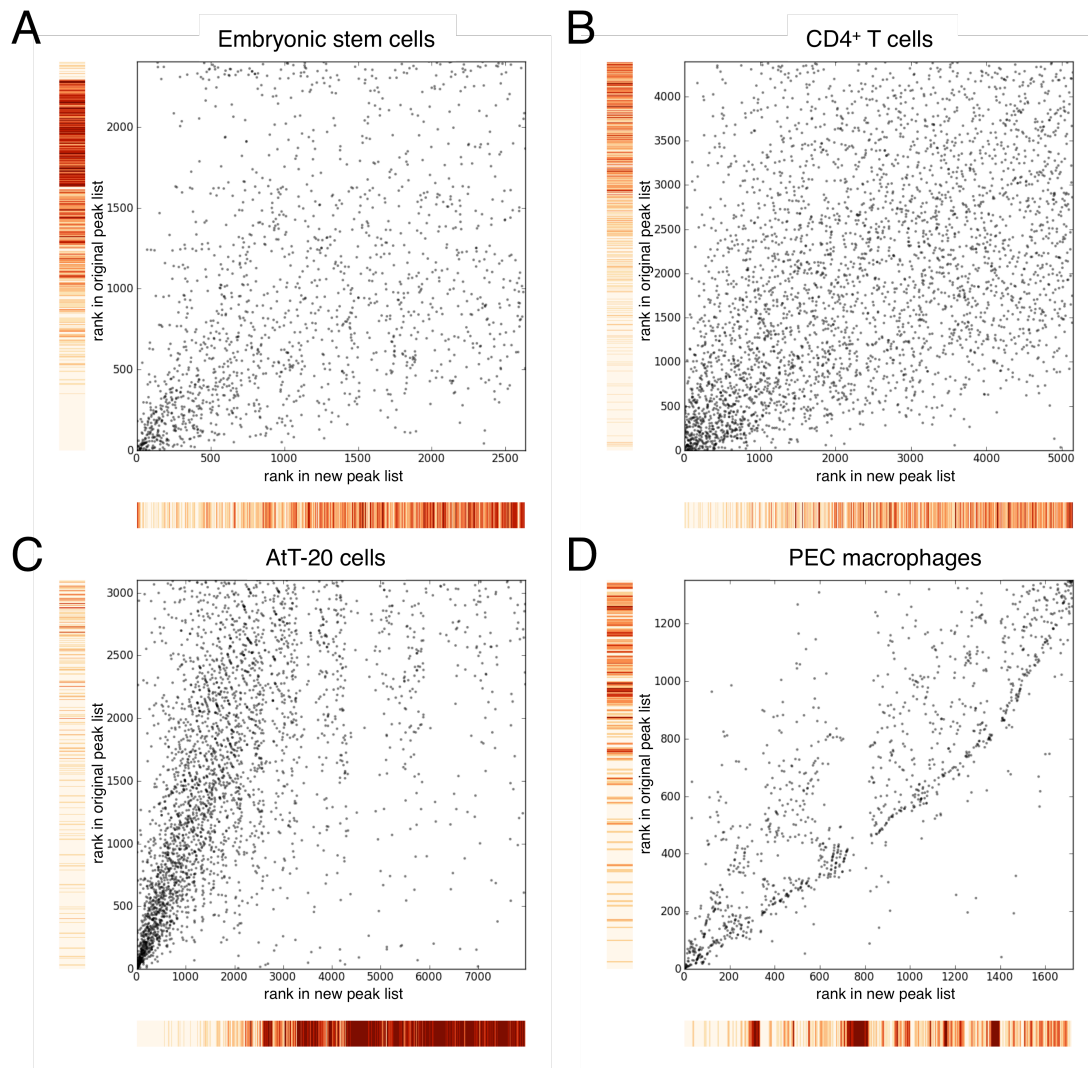 A
Embryonic stem cells
rank in original peak list
2000
1500
1000
500
0
0 500 1000 1500 2000 2500
rank in new peak list
B
CD4+ T cells
rank in original peak list
4000
3500
3000
2500
2000
1500
1000
500
0
0 1000 2000 3000 4000 5000
rank in new peak list
C
AtT-20 cells
rank in original peak list
3000
2500
2000
1500
1000
500
0
0 1000 2000 3000 4000 5000 6000 7000
rank in new peak list
D
PEC macrophages
rank in original peak list
1200
1000
800
600
400
200
0
0 200 400 600 800 1000 1200 1400 1600
rank in new peak list